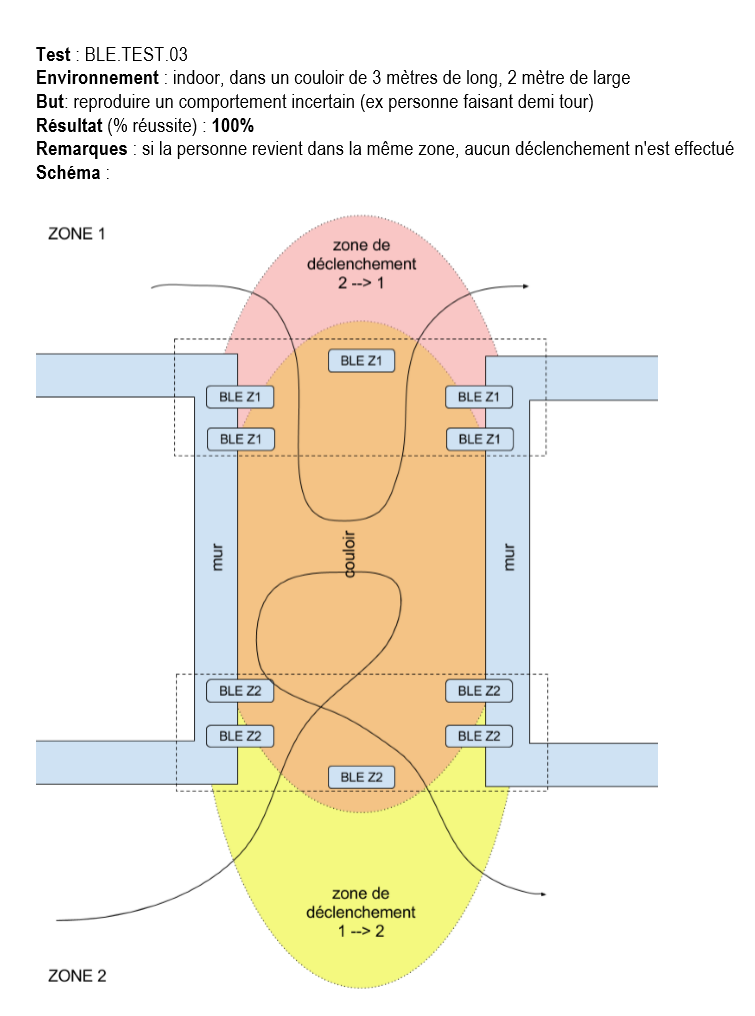 Test : BLE.TEST.03
Environnement : indoor, dans un couloir de 3 mètres de long, 2 mètre de large
But: reproduire un comportement incertain (ex personne faisant demi tour)
Résultat (% réussite) : 100%
Remarques : si la personne revient dans la même zone, aucun déclenchement n'est effectué
Schéma :
ZONE 1
zone de
déclenchement
2 --> 1
BLE Z1
BLE Z1
BLE Z1
BLE Z1
BLE Z1
mur
couloir
mur
BLE Z2
BLE Z2
BLE Z2
BLE Z2
BLE Z2
zone de
déclenchement
1 --> 2
ZONE 2